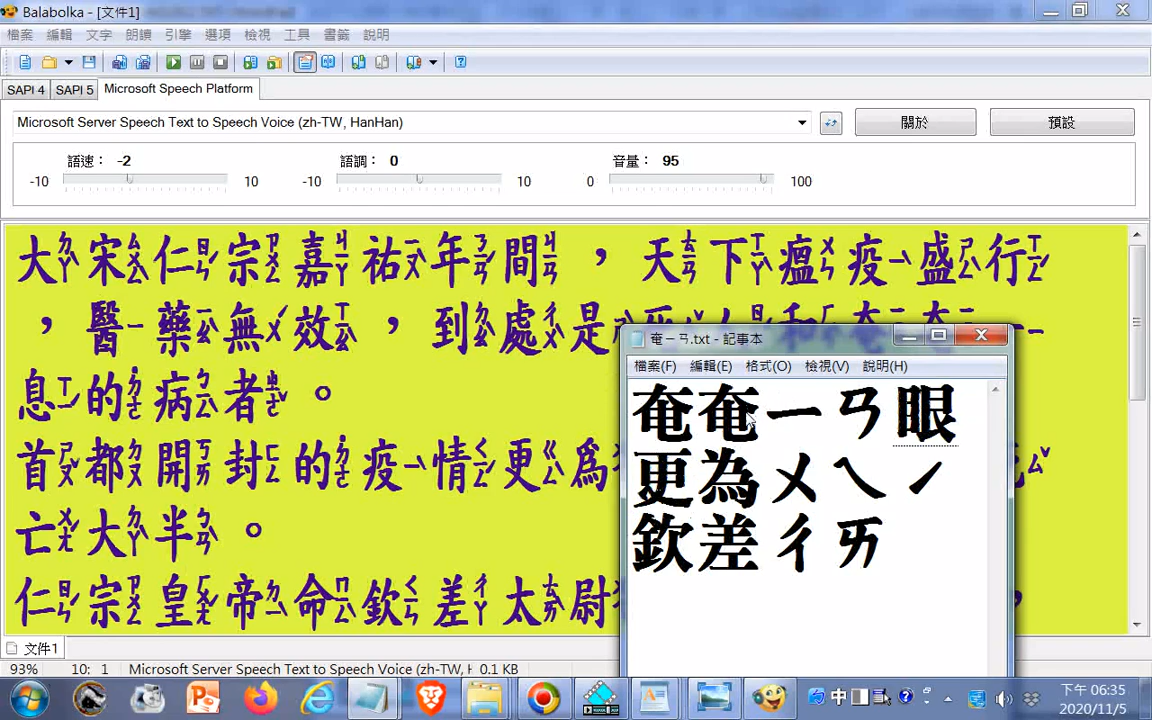 Balabolka - [文件1]
檔案 編輯 文字 朗讀 引擎 選項 檢視 工具 書籤 說明
SAPI 4 SAPI 5 Microsoft Speech Platform
Microsoft Server Speech Text to Speech Voice (zh-TW, HanHan) 關於 預設
語速： -2 語調： 0 音量： 95
-10 10 -10 10 0 100
大宋仁宗嘉祐年間，天下瘟疫盛行
，醫藥無效，到處是
息的病者。
首都開封的疫情更為
亡大半。
仁宗皇帝命欽差太尉
奄ㄧㄢ.txt - 記事本
檔案(F) 編輯(E) 格式(O) 檢視(V) 說明(H)
奄奄ㄧㄢ眼
更為ㄨㄟˊ
欽差ㄔㄞ
文件1
93% 10: 1 Microsoft Server Speech Text to Speech Voice (zh-TW, H 0.1 KB
中 下午 06:35
2020/11/5